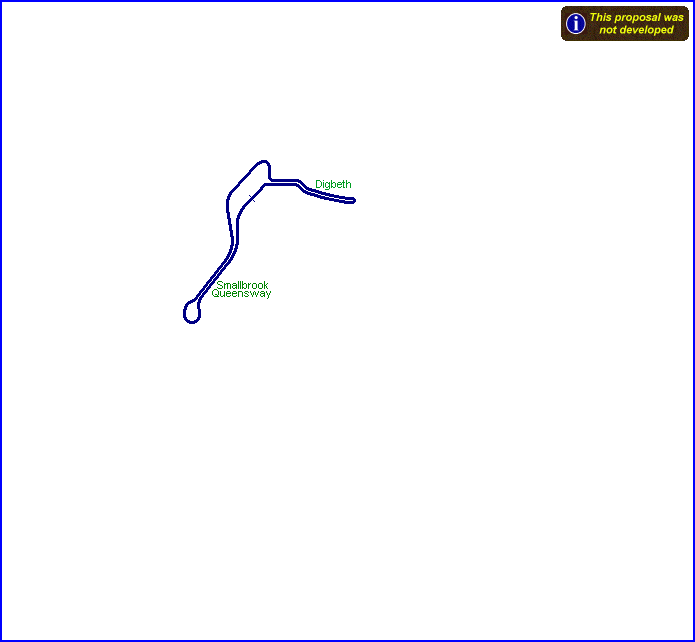 This proposal was
not developed
Digbeth
Smallbrook
Queensway